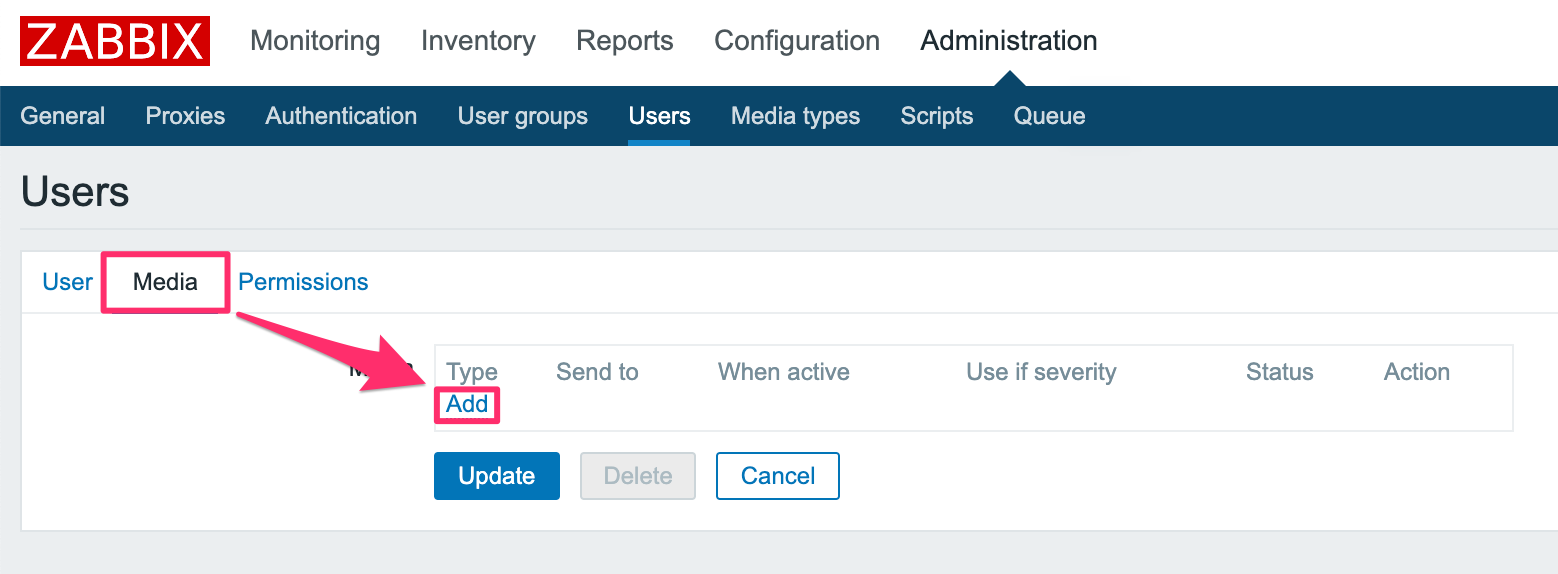 ZABBIX Monitoring Inventory Reports Configuration Administration
General Proxies Authentication User groups Users Media types Scripts Queue
Users
User Media Permissions
Type Send to When active Use if severity Status Action
Add
Update Delete Cancel